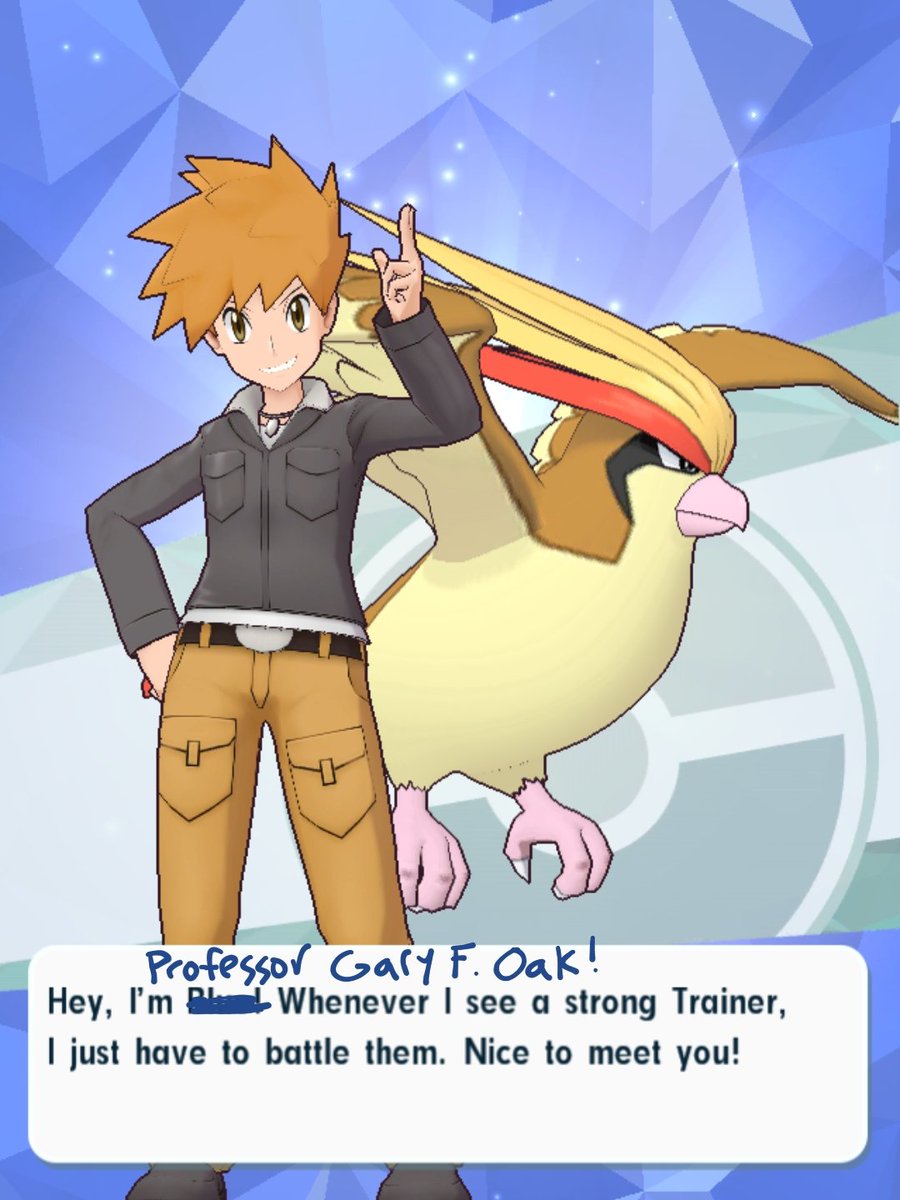 Professor Gary F. Oak!
Hey, I'm Whenever I see a strong Trainer,
I just have to battle them. Nice to meet you!